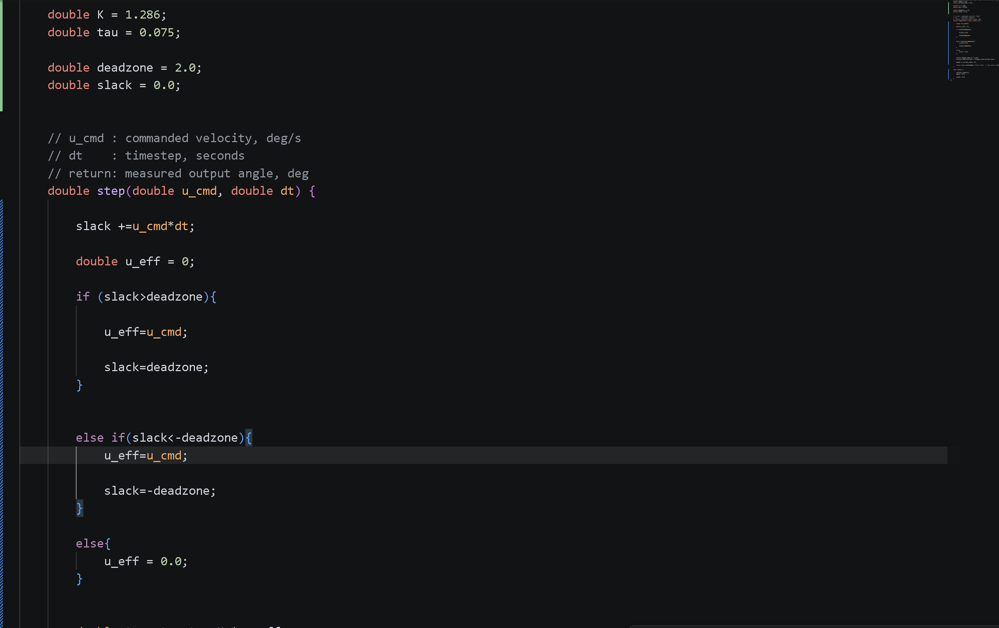 double K = 1.286;
double tau = 0.075;
double deadzone = 2.0;
double slack = 0.0;
// u_cmd : commanded velocity, deg/s
// dt    : timestep, seconds
// return: measured output angle, deg
double step(double u_cmd, double dt) {
slack +=u_cmd*dt;
double u_eff = 0;
if (slack>deadzone){
u_eff=u_cmd;
slack=deadzone;
}
else if(slack<-deadzone){
u_eff=u_cmd;
slack=-deadzone;
}
else{
u_eff = 0.0;
}